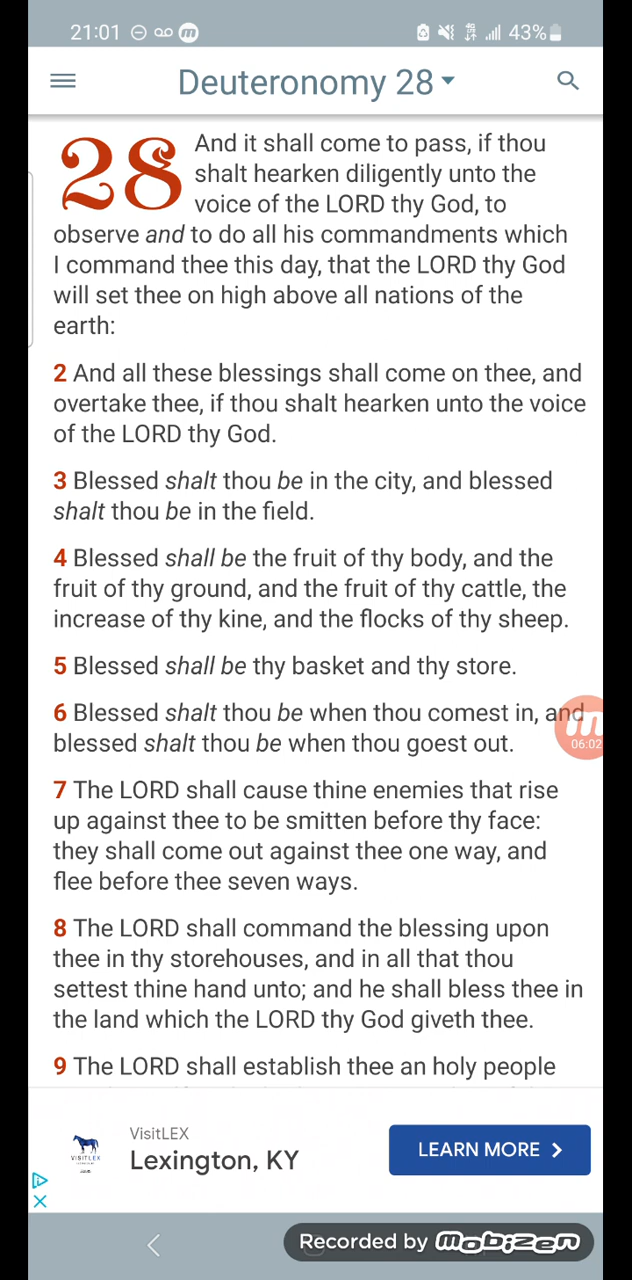 21:01
43%
Deuteronomy 28
28 And it shall come to pass, if thou
shalt hearken diligently unto the
voice of the LORD thy God, to
observe and to do all his commandments which
I command thee this day, that the LORD thy God
will set thee on high above all nations of the
earth:
2 And all these blessings shall come on thee, and
overtake thee, if thou shalt hearken unto the voice
of the LORD thy God.
3 Blessed shalt thou be in the city, and blessed
shalt thou be in the field.
4 Blessed shall be the fruit of thy body, and the
fruit of thy ground, and the fruit of thy cattle, the
increase of thy kine, and the flocks of thy sheep.
5 Blessed shall be thy basket and thy store.
6 Blessed shalt thou be when thou comest in, and
blessed shalt thou be when thou goest out.
06:02
7 The LORD shall cause thine enemies that rise
up against thee to be smitten before thy face:
they shall come out against thee one way, and
flee before thee seven ways.
8 The LORD shall command the blessing upon
thee in thy storehouses, and in all that thou
settest thine hand unto; and he shall bless thee in
the land which the LORD thy God giveth thee.
9 The LORD shall establish thee an holy people
VisitLEX
Lexington, KY
VISITLEX
LEARN MORE
Recorded by mobizen